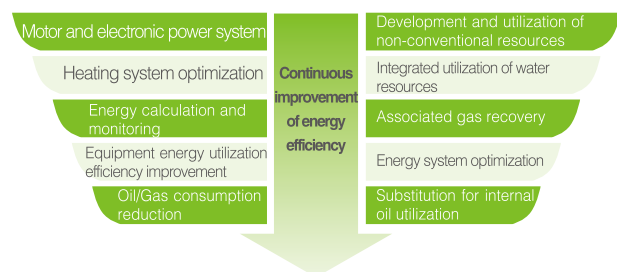 Motor and electronic power system
Heating system optimization
Energy calculation and
monitoring
Equipment energy utilization
efficiency improvement
Oil/Gas consumption
reduction
Continuous
improvement
of energy
efficiency
Development and utilization of
non-conventional resources
Integrated utilization of water
resources
Associated gas recovery
Energy system optimization
Substitution for internal
oil utilization